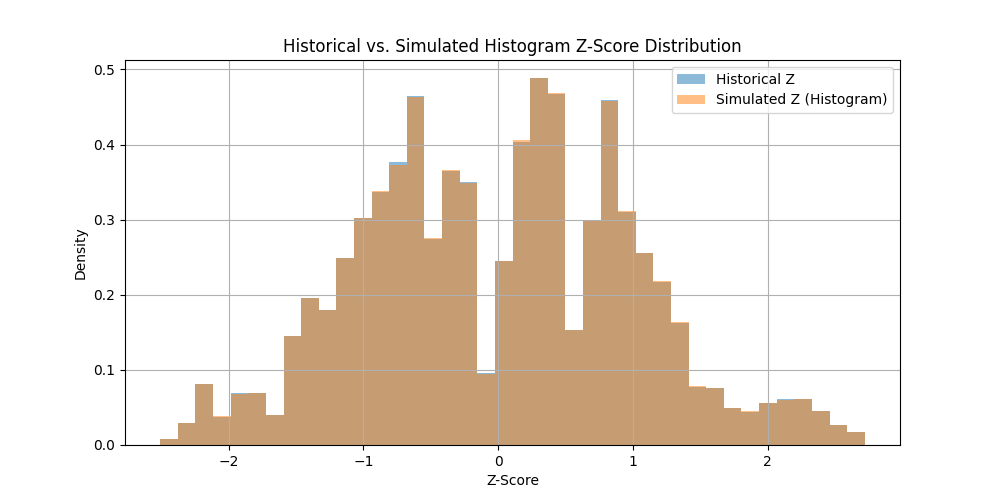 Historical vs. Simulated Histogram Z-Score Distribution
Historical Z
Simulated Z (Histogram)
Density
0.5
0.4
0.3
0.2
0.1
0.0
−2
−1
0
1
2
Z-Score